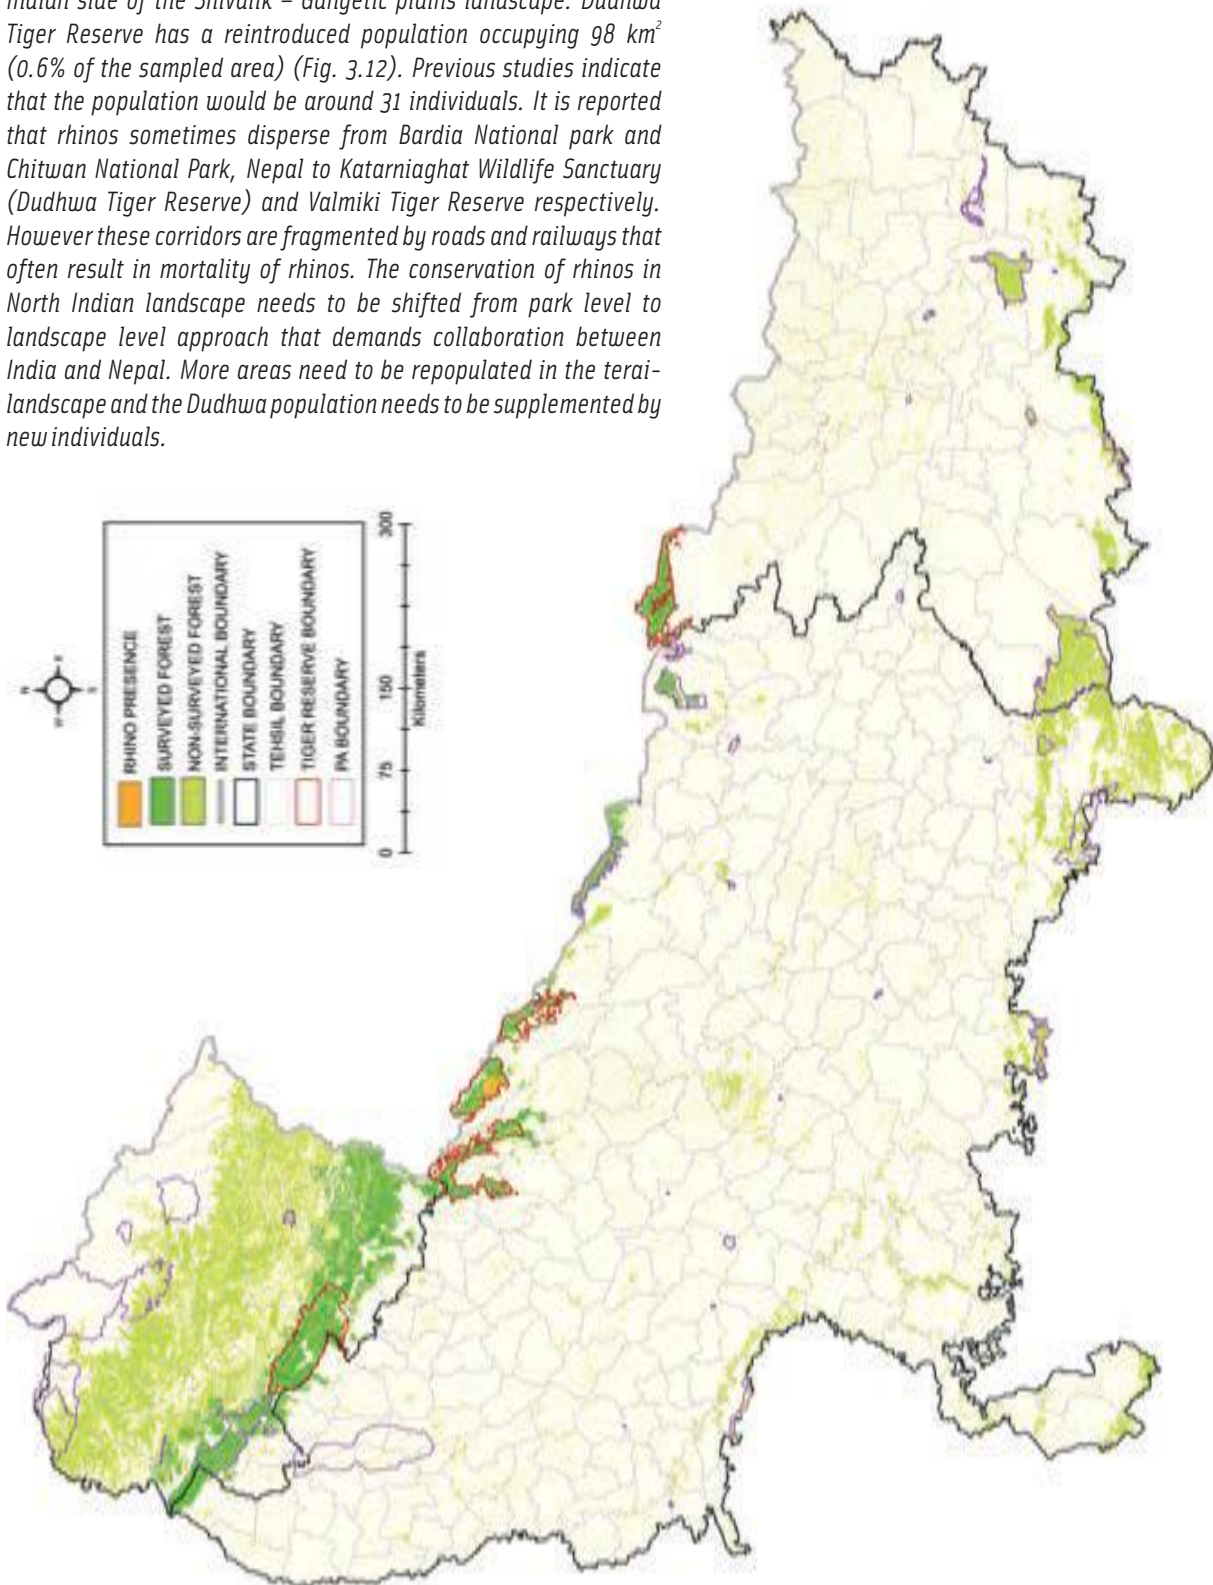 Indian side of the Shivalik – Gangetic plains landscape. Dudhwa
Tiger Reserve has a reintroduced population occupying 98 km²
(0.6% of the sampled area) (Fig. 3.12). Previous studies indicate
that the population would be around 31 individuals. It is reported
that rhinos sometimes disperse from Bardia National park and
Chitwan National Park, Nepal to Katarniaghat Wildlife Sanctuary
(Dudhwa Tiger Reserve) and Valmiki Tiger Reserve respectively.
However these corridors are fragmented by roads and railways that
often result in mortality of rhinos. The conservation of rhinos in
North Indian landscape needs to be shifted from park level to
landscape level approach that demands collaboration between
India and Nepal. More areas need to be repopulated in the terai-
landscape and the Dudhwa population needs to be supplemented by
new individuals.
N
W
E
S
RHINO PRESENCE
SURVEYED FOREST
NON-SURVEYED FOREST
INTERNATIONAL BOUNDARY
STATE BOUNDARY
TEHSIL BOUNDARY
TIGER RESERVE BOUNDARY
PA BOUNDARY
0 75 150 300
Kilometers